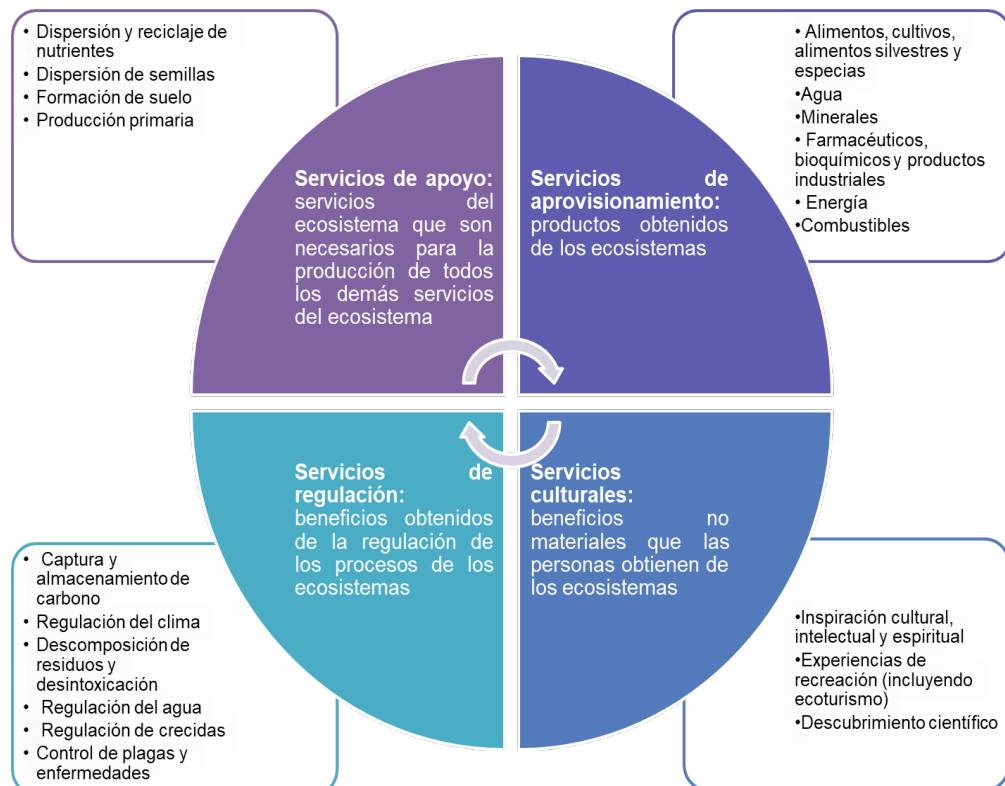 • Dispersión y reciclaje de
nutrientes
• Dispersión de semillas
• Formación de suelo
• Producción primaria
• Alimentos, cultivos,
alimentos silvestres y
especias
•Agua
•Minerales
• Farmacéuticos,
bioquímicos y productos
industriales
• Energía
•Combustibles
Servicios de apoyo:
servicios del
ecosistema que son
necesarios para la
producción de todos
los demás servicios
del ecosistema
Servicios de
aprovisionamiento:
productos obtenidos
de los ecosistemas
Servicios de
regulación:
beneficios obtenidos
de la regulación de
los procesos de los
ecosistemas
Servicios
culturales:
beneficios no
materiales que las
personas obtienen de
los ecosistemas
• Captura y
almacenamiento de
carbono
• Regulación del clima
• Descomposición de
residuos y
desintoxicación
• Regulación del agua
• Regulación de crecidas
• Control de plagas y
enfermedades
•Inspiración cultural,
intelectual y espiritual
•Experiencias de
recreación (incluyendo
ecoturismo)
•Descubrimiento científico